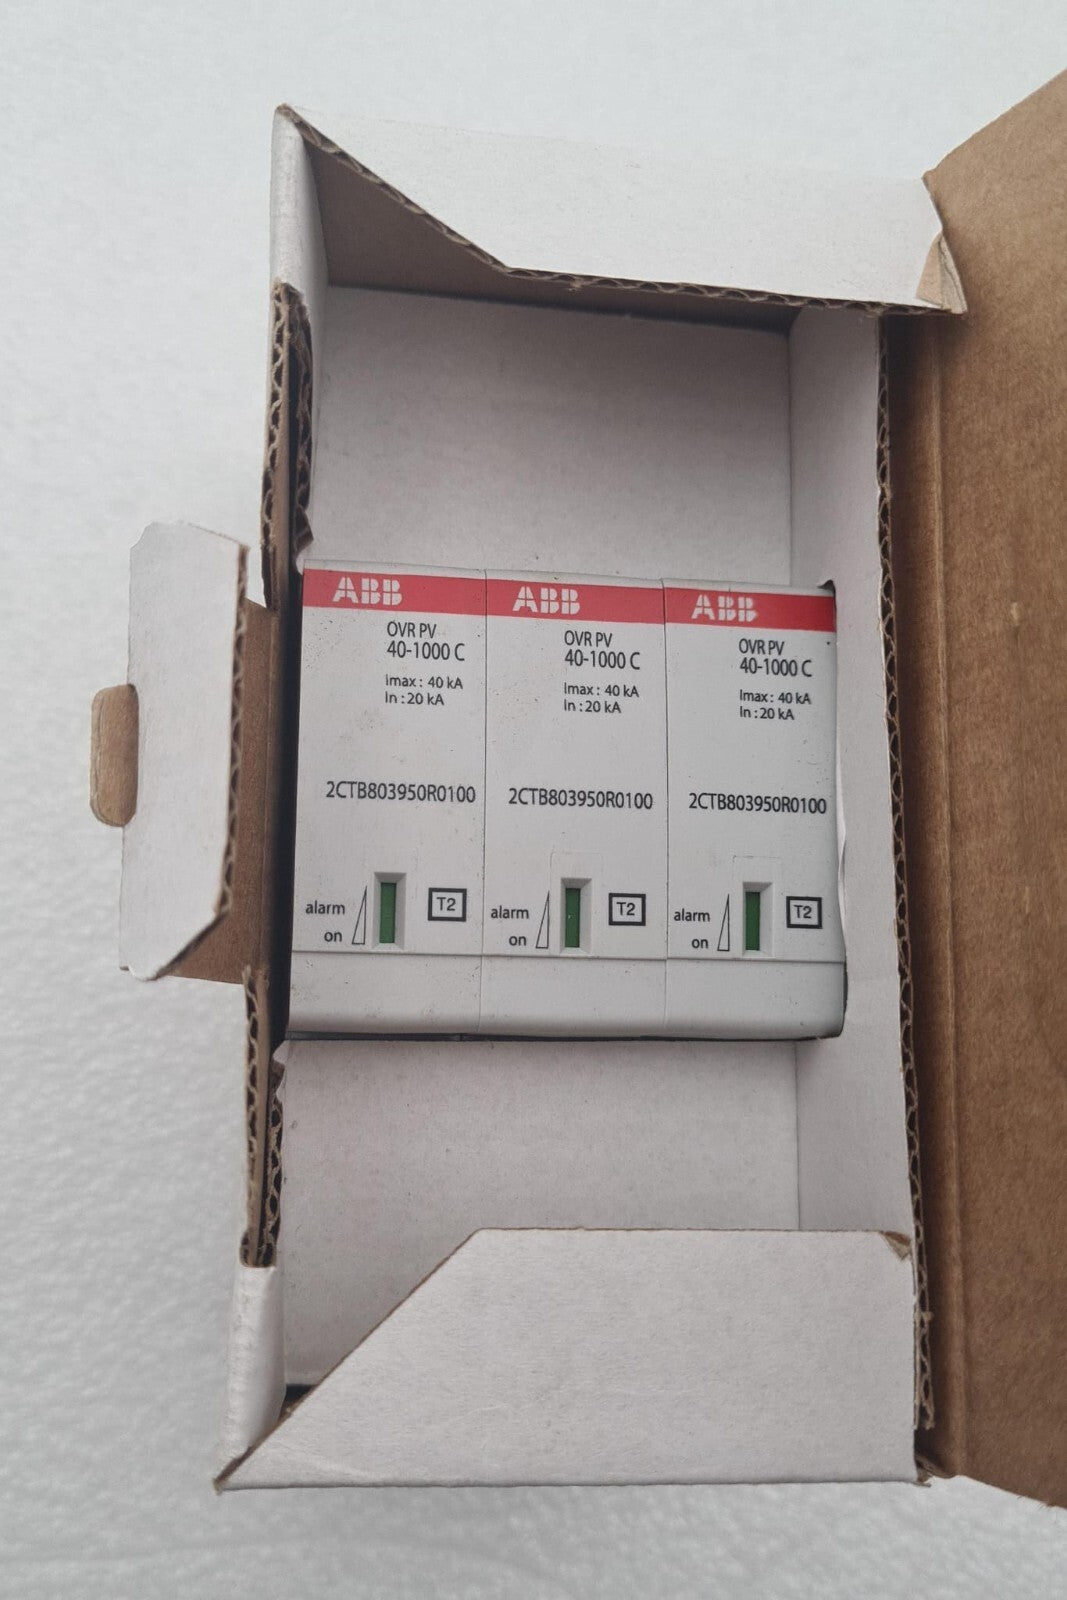 ABB
OVR PV
40-1000 C
Imax : 40 kA
In : 20 kA
2CTB803950R0100
alarm
on
T2
ABB
OVR PV
40-1000 C
Imax : 40 kA
In : 20 kA
2CTB803950R0100
alarm
on
T2
ABB
OVR PV
40-1000 C
Imax : 40 kA
In : 20 kA
2CTB803950R0100
alarm
on
T2